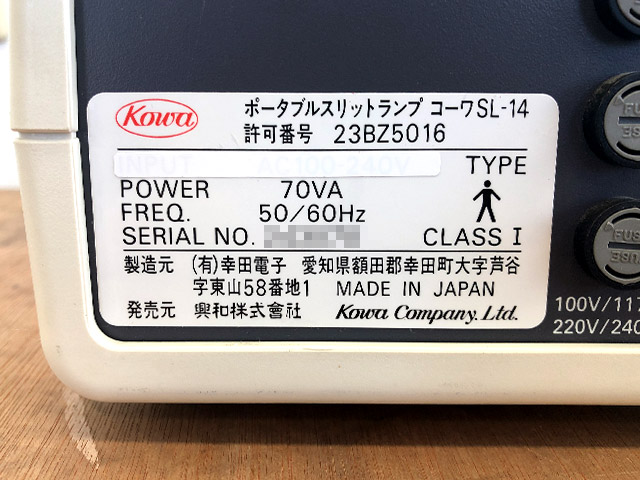 Kowa
ポータブルスリットランプ コーワSL-14
許可番号 23BZ5016
INPUT AC100-240V
TYPE
POWER 70VA
FREQ. 50/60Hz
SERIAL NO.
CLASS I
製造元 (有)幸田電子 愛知県額田郡幸田町大字芦谷
字東山58番地1 MADE IN JAPAN
発売元 興和株式會社 Kowa Company. Ltd.
FUSE
FUSE
FUSE
100V/117
220V/240